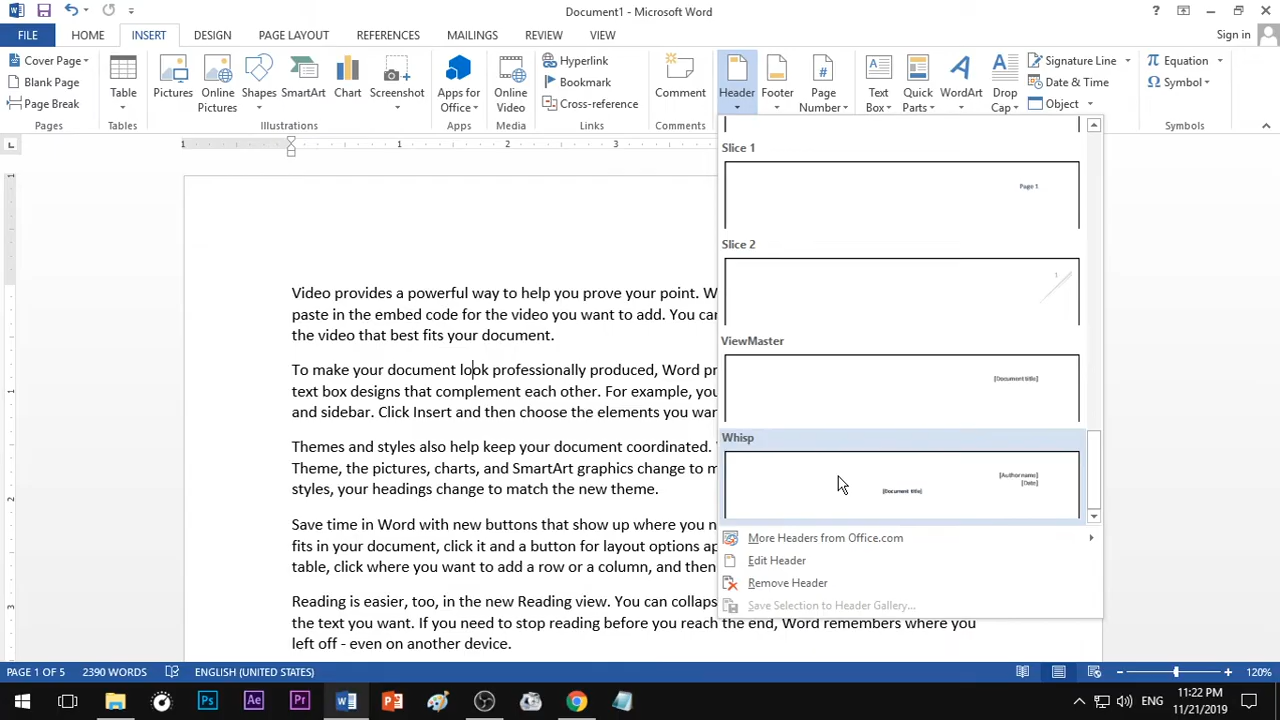 Document1 - Microsoft Word
FILE HOME INSERT DESIGN PAGE LAYOUT REFERENCES MAILINGS REVIEW VIEW Sign in
Cover Page
Blank Page
Page Break
Pages
Table
Tables
Pictures
Online Pictures
Shapes
SmartArt
Chart
Screenshot
Illustrations
Apps for Office
Apps
Online Video
Media
Hyperlink
Bookmark
Cross-reference
Links
Comment
Comments
Header
Footer
Page Number
Text Box
Quick Parts
WordArt
Drop Cap
Signature Line
Date & Time
Object
Equation
Symbol
Symbols
1 1 2 3
Video provides a powerful way to help you prove your point. W
paste in the embed code for the video you want to add. You car
the video that best fits your document.
To make your document look professionally produced, Word pr
text box designs that complement each other. For example, you
and sidebar. Click Insert and then choose the elements you wan
Themes and styles also help keep your document coordinated.
Theme, the pictures, charts, and SmartArt graphics change to m
styles, your headings change to match the new theme.
Save time in Word with new buttons that show up where you n
fits in your document, click it and a button for layout options ap
table, click where you want to add a row or a column, and then
Reading is easier, too, in the new Reading view. You can collaps
the text you want. If you need to stop reading before you reach the end, Word remembers where you
left off - even on another device.
Slice 1
Page 1
Slice 2
1
ViewMaster
[Document title]
Whisp
[Author name]
[Date]
[Document title]
More Headers from Office.com
Edit Header
Remove Header
Save Selection to Header Gallery...
1
1
2
3
PAGE 1 OF 5 2390 WORDS ENGLISH (UNITED STATES) 120%
Ps Ae Pr
ENG
11:22 PM
11/21/2019